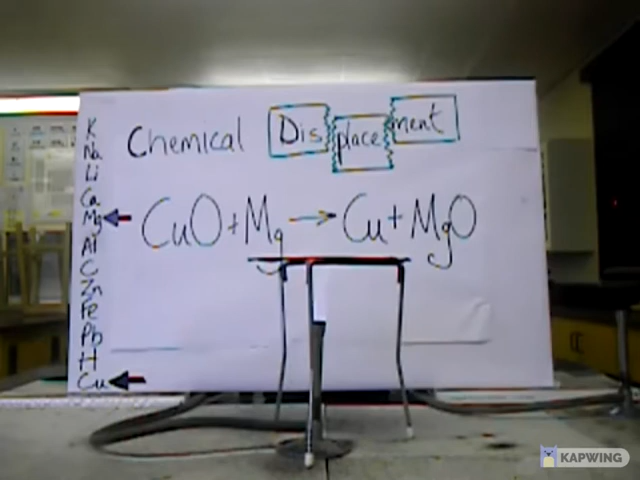 Chemical Displacement
CuO + Mg → Cu + MgO
K
Na
Li
Ca
Mg
Al
C
Zn
Fe
Pb
H
Cu
KAPWING